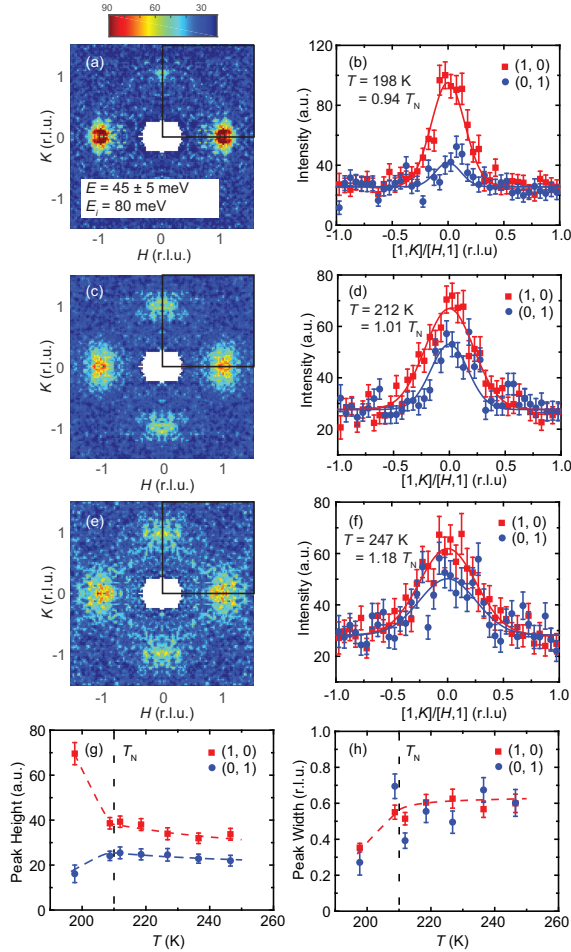 90 60 30
(a)
1
0
-1
K (r.l.u.)
E = 45 ± 5 meV
E_i = 80 meV
-1 0 1
H (r.l.u.)
(b)
T = 198 K
= 0.94 T_N
(1, 0)
(0, 1)
120
100
80
60
40
0
Intensity (a.u.)
-1.0 -0.5 0.0 0.5 1.0
[1,K]/[H,1] (r.l.u)
(c)
1
0
-1
K (r.l.u.)
-1 0 1
H (r.l.u.)
(d)
T = 212 K
= 1.01 T_N
(1, 0)
(0, 1)
80
60
40
20
Intensity (a.u.)
-1.0 -0.5 0.0 0.5 1.0
[1,K]/[H,1] (r.l.u)
(e)
1
0
-1
K (r.l.u.)
-1 0 1
H (r.l.u.)
(f)
T = 247 K
= 1.18 T_N
(1, 0)
(0, 1)
80
60
40
20
Intensity (a.u.)
-1.0 -0.5 0.0 0.5 1.0
[1,K]/[H,1] (r.l.u)
(g)
T_N
(1, 0)
(0, 1)
80
60
40
20
0
Peak Height (a.u.)
200 220 240 260
T (K)
(h)
T_N
(1, 0)
(0, 1)
1.0
0.8
0.6
0.4
0.2
0.0
Peak Width (r.l.u.)
200 220 240 260
T (K)